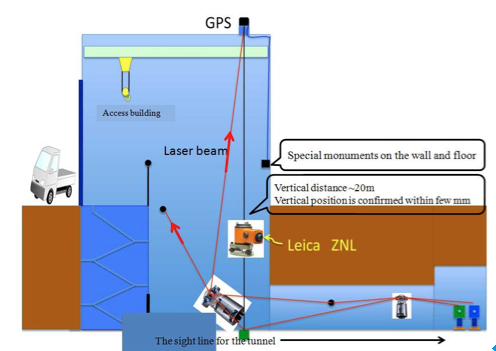 GPS
Access building
Laser beam
Special monuments on the wall and floor
Vertical distance ~20m
Vertical position is confirmed within few mm
Leica ZNL
The sight line for the tunnel